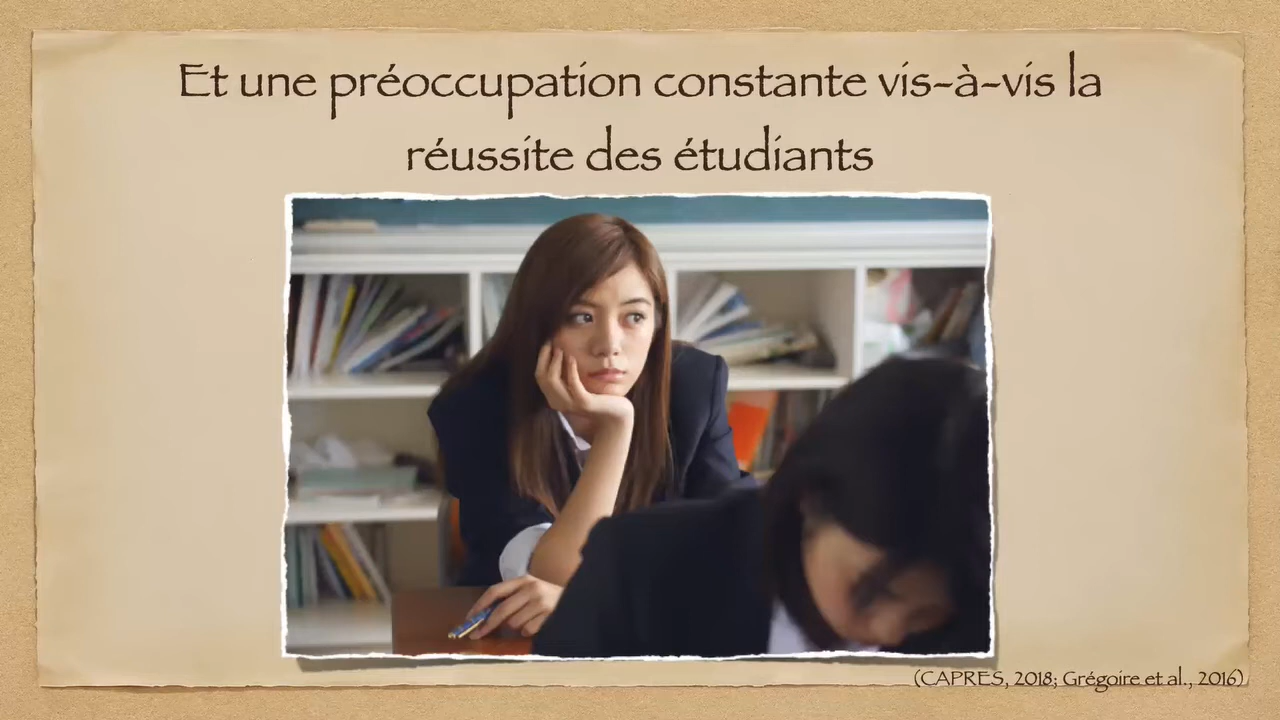 Et une préoccupation constante vis-à-vis la
réussite des étudiants
(CAPRES, 2018; Grégoire et al., 2016)